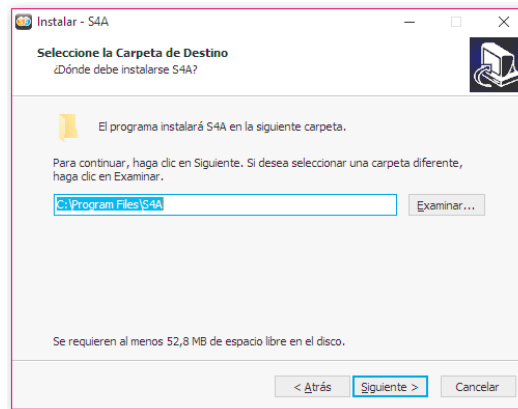 Instalar - S4A
Seleccione la Carpeta de Destino
¿Dónde debe instalarse S4A?
El programa instalará S4A en la siguiente carpeta.
Para continuar, haga clic en Siguiente. Si desea seleccionar una carpeta diferente,
haga clic en Examinar.
C:\Program Files\S4A
Examinar...
Se requieren al menos 52,8 MB de espacio libre en el disco.
< Atrás
Siguiente >
Cancelar